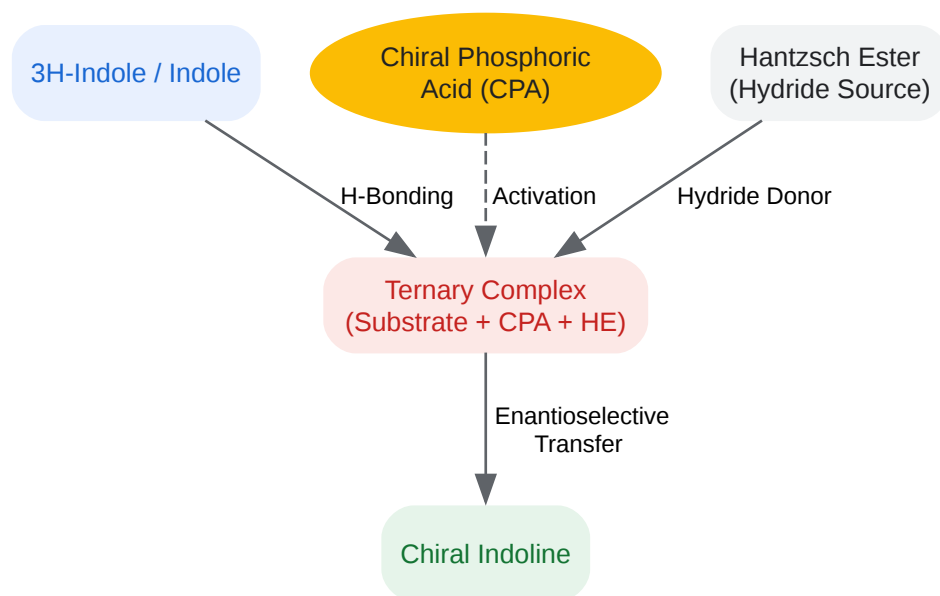 3H-Indole / Indole
Chiral Phosphoric
Acid (CPA)
Hantzsch Ester
(Hydride Source)
H-Bonding
Activation
Hydride Donor
Ternary Complex
(Substrate + CPA + HE)
Enantioselective
Transfer
Chiral Indoline